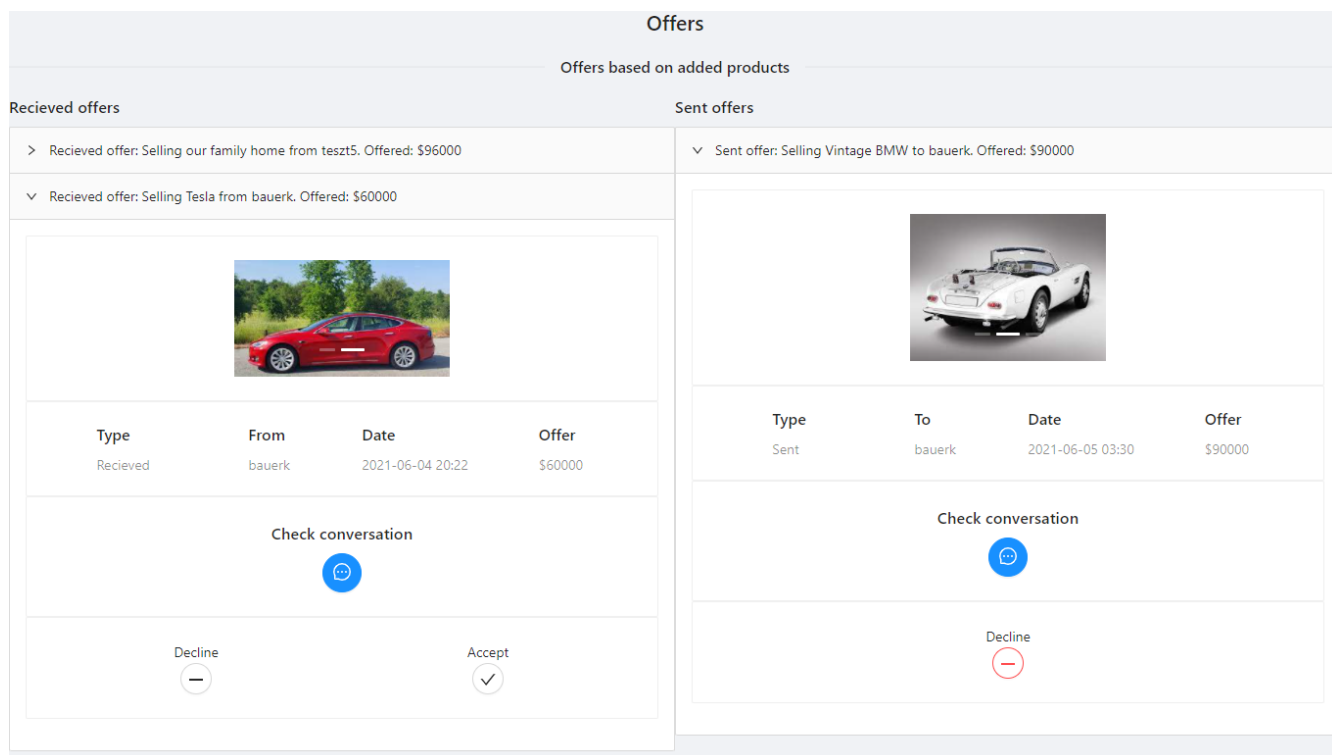 Offers
Offers based on added products
Recieved offers
Recieved offer: Selling our family home from teszt5. Offered: $96000
Recieved offer: Selling Tesla from bauerk. Offered: $60000
Type From Date Offer
Recieved bauerk 2021-06-04 20:22 $60000
Check conversation
Decline Accept
Sent offers
Sent offer: Selling Vintage BMW to bauerk. Offered: $90000
Type To Date Offer
Sent bauerk 2021-06-05 03:30 $90000
Check conversation
Decline